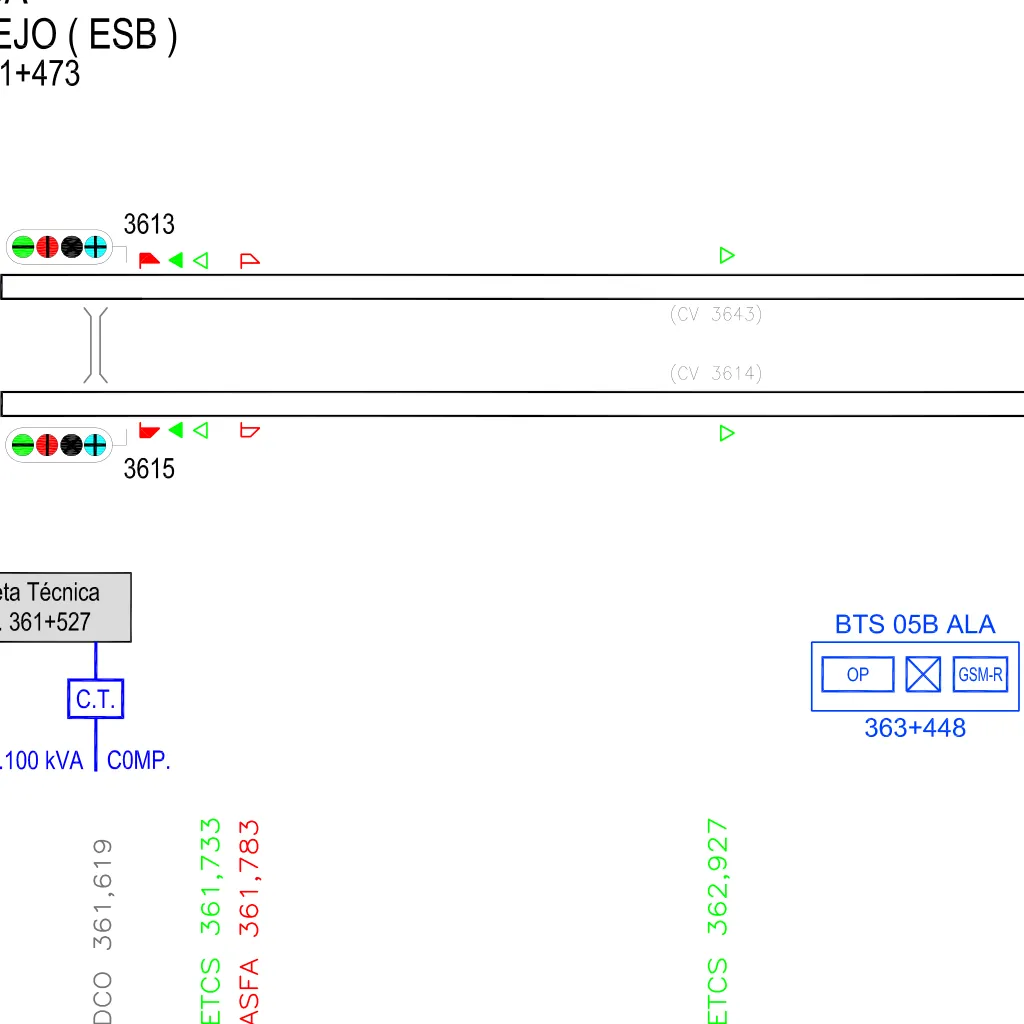 EJO ( ESB )
1+473
3613
(CV 3643)
(CV 3614)
3615
eta Técnica
. 361+527
C.T.
.100 kVA
C0MP.
BTS 05B ALA
OP
GSM-R
363+448
DCO 361,619
ETCS 361,733
ASFA 361,783
ETCS 362,927